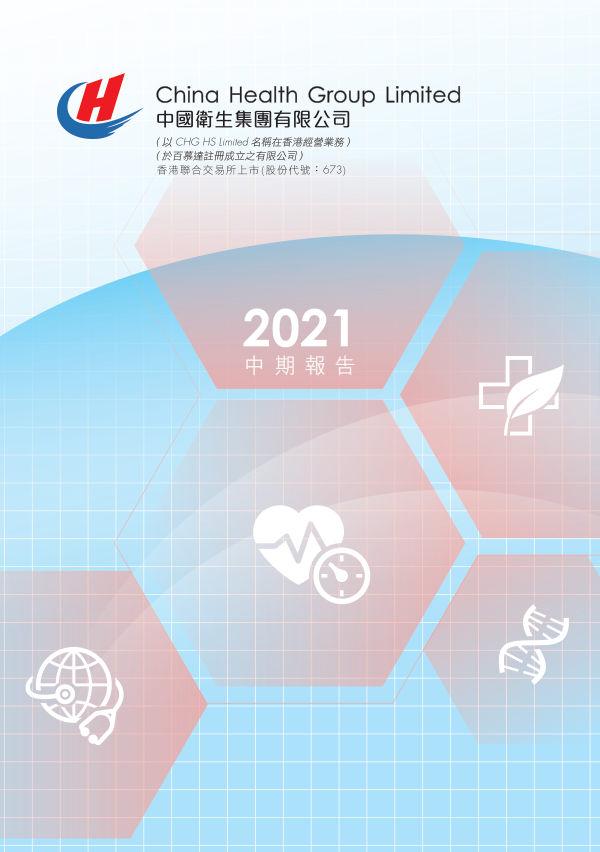 China Health Group Limited
中國衛生集團有限公司
(以 CHG HS Limited 名稱在香港經營業務)
(於百慕達註冊成立之有限公司)
香港聯合交易所上市(股份代號：673)
2021
中期報告